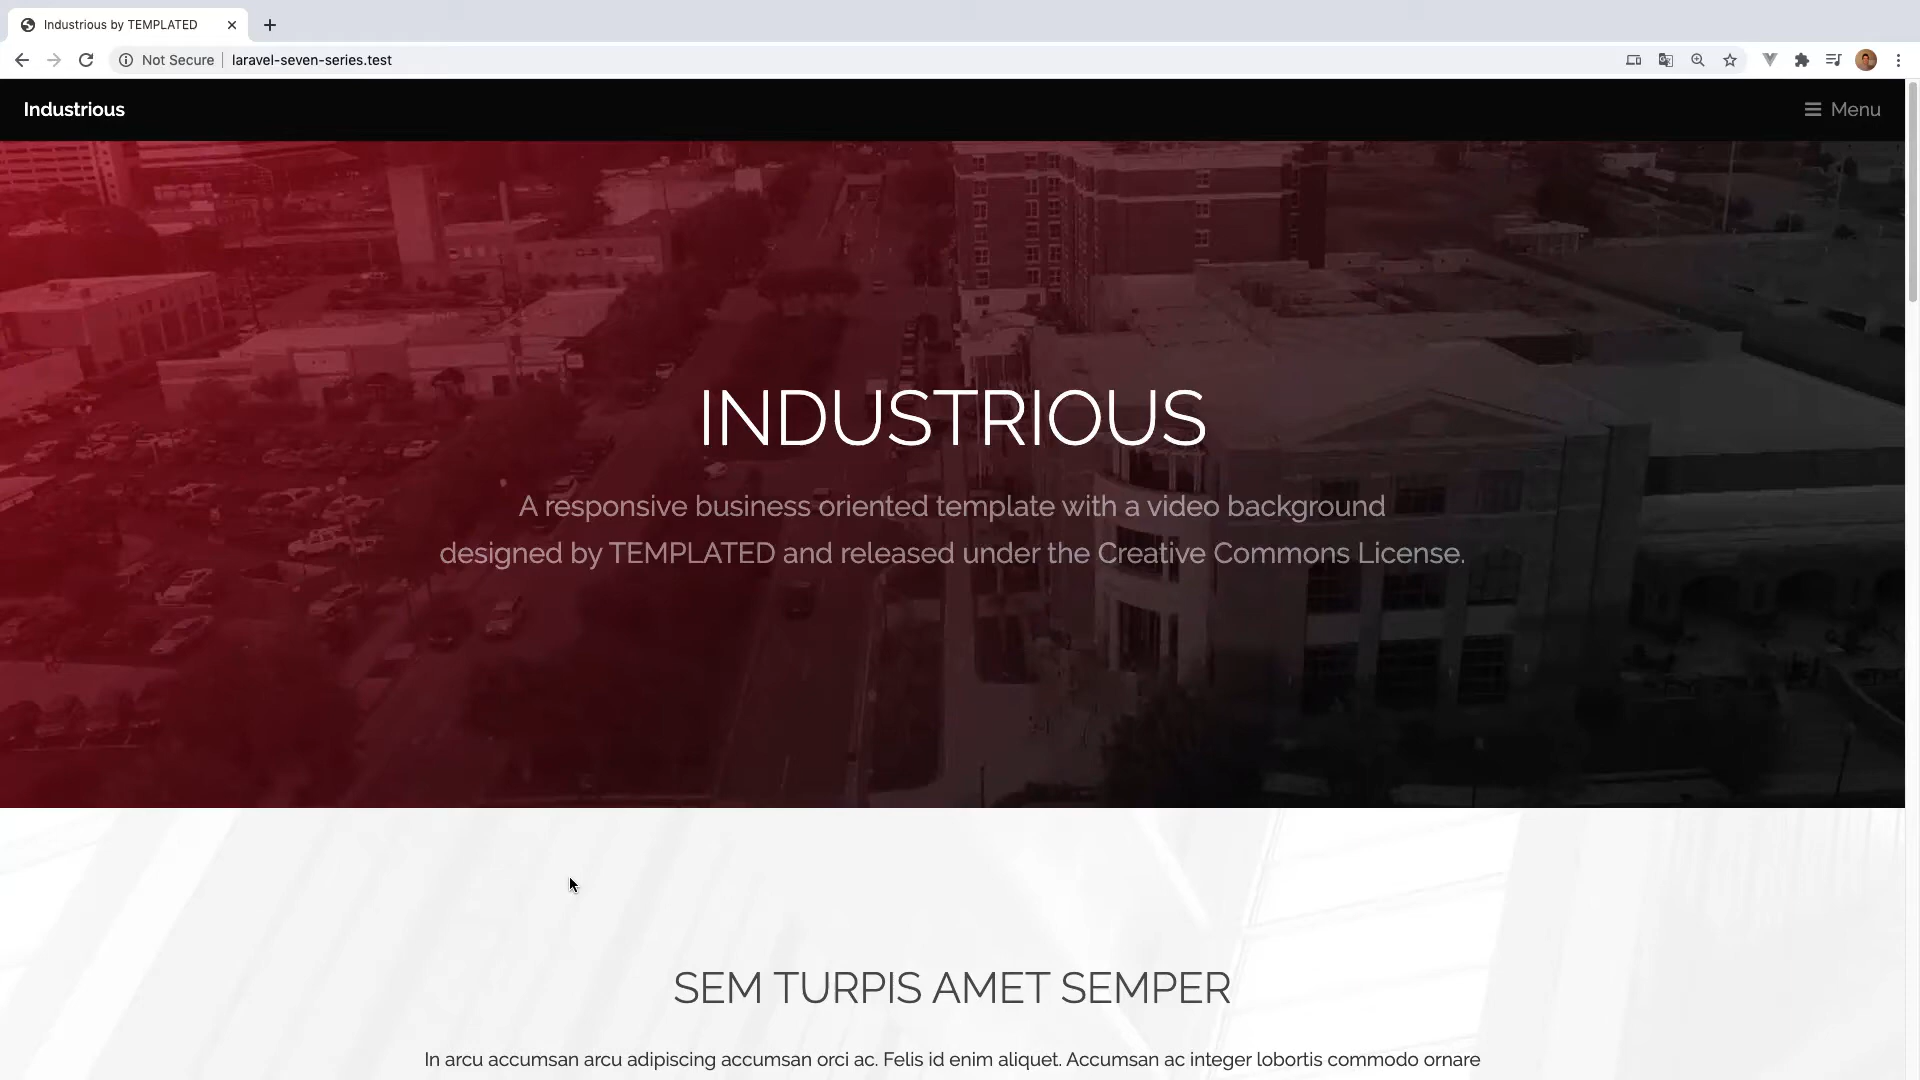 Industrious by TEMPLATED
Not Secure
laravel-seven-series.test
Industrious
Menu
INDUSTRIOUS
A responsive business oriented template with a video background
designed by TEMPLATED and released under the Creative Commons License.
SEM TURPIS AMET SEMPER
In arcu accumsan arcu adipiscing accumsan orci ac. Felis id enim aliquet. Accumsan ac integer lobortis commodo ornare